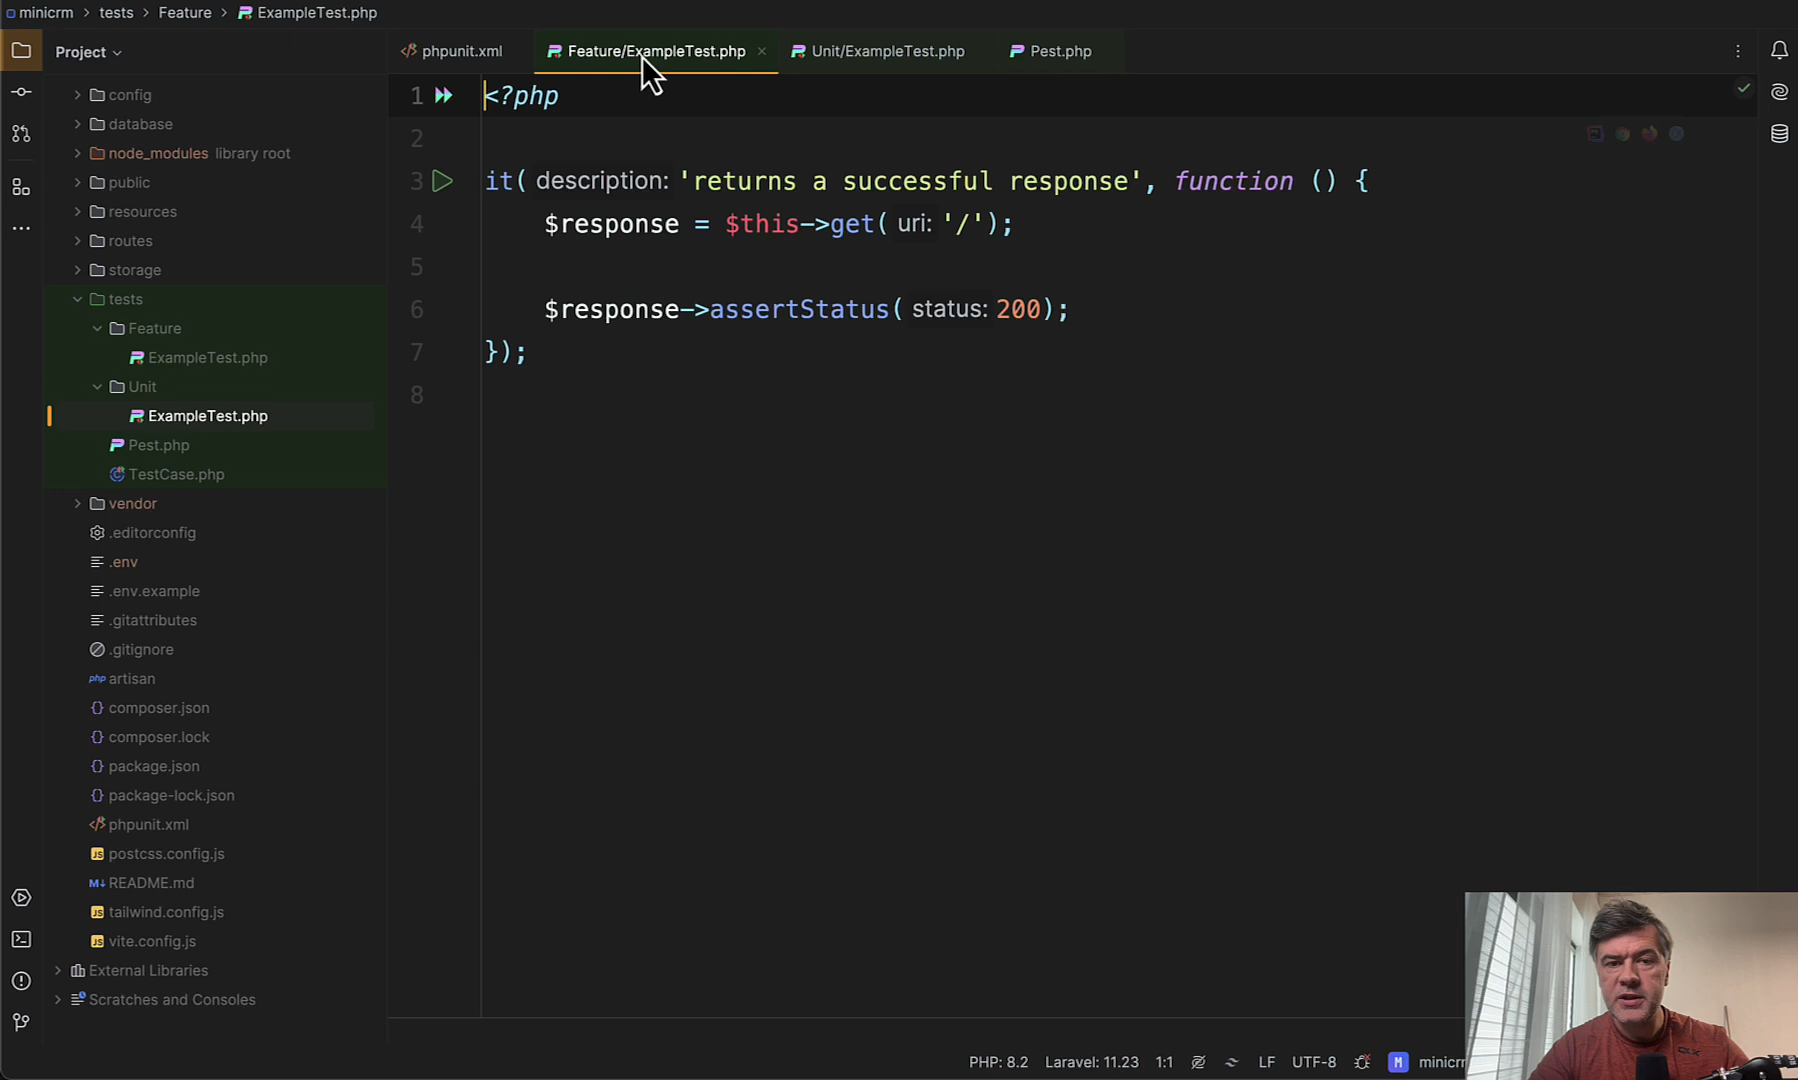 minicrm > tests > Feature > ExampleTest.php
Project
phpunit.xml
Feature/ExampleTest.php
Unit/ExampleTest.php
Pest.php
config
database
node_modules library root
public
resources
routes
storage
tests
Feature
ExampleTest.php
Unit
ExampleTest.php
Pest.php
TestCase.php
vendor
.editorconfig
.env
.env.example
.gitattributes
.gitignore
php artisan
{} composer.json
{} composer.lock
{} package.json
{} package-lock.json
</> phpunit.xml
JS postcss.config.js
M↓ README.md
JS tailwind.config.js
JS vite.config.js
External Libraries
Scratches and Consoles
1 <?php
2
3 it( description: 'returns a successful response', function () {
4 $response = $this->get( uri: '/');
5
6 $response->assertStatus( status: 200);
7 });
8
PHP: 8.2 Laravel: 11.23 1:1 LF UTF-8 M minicrm